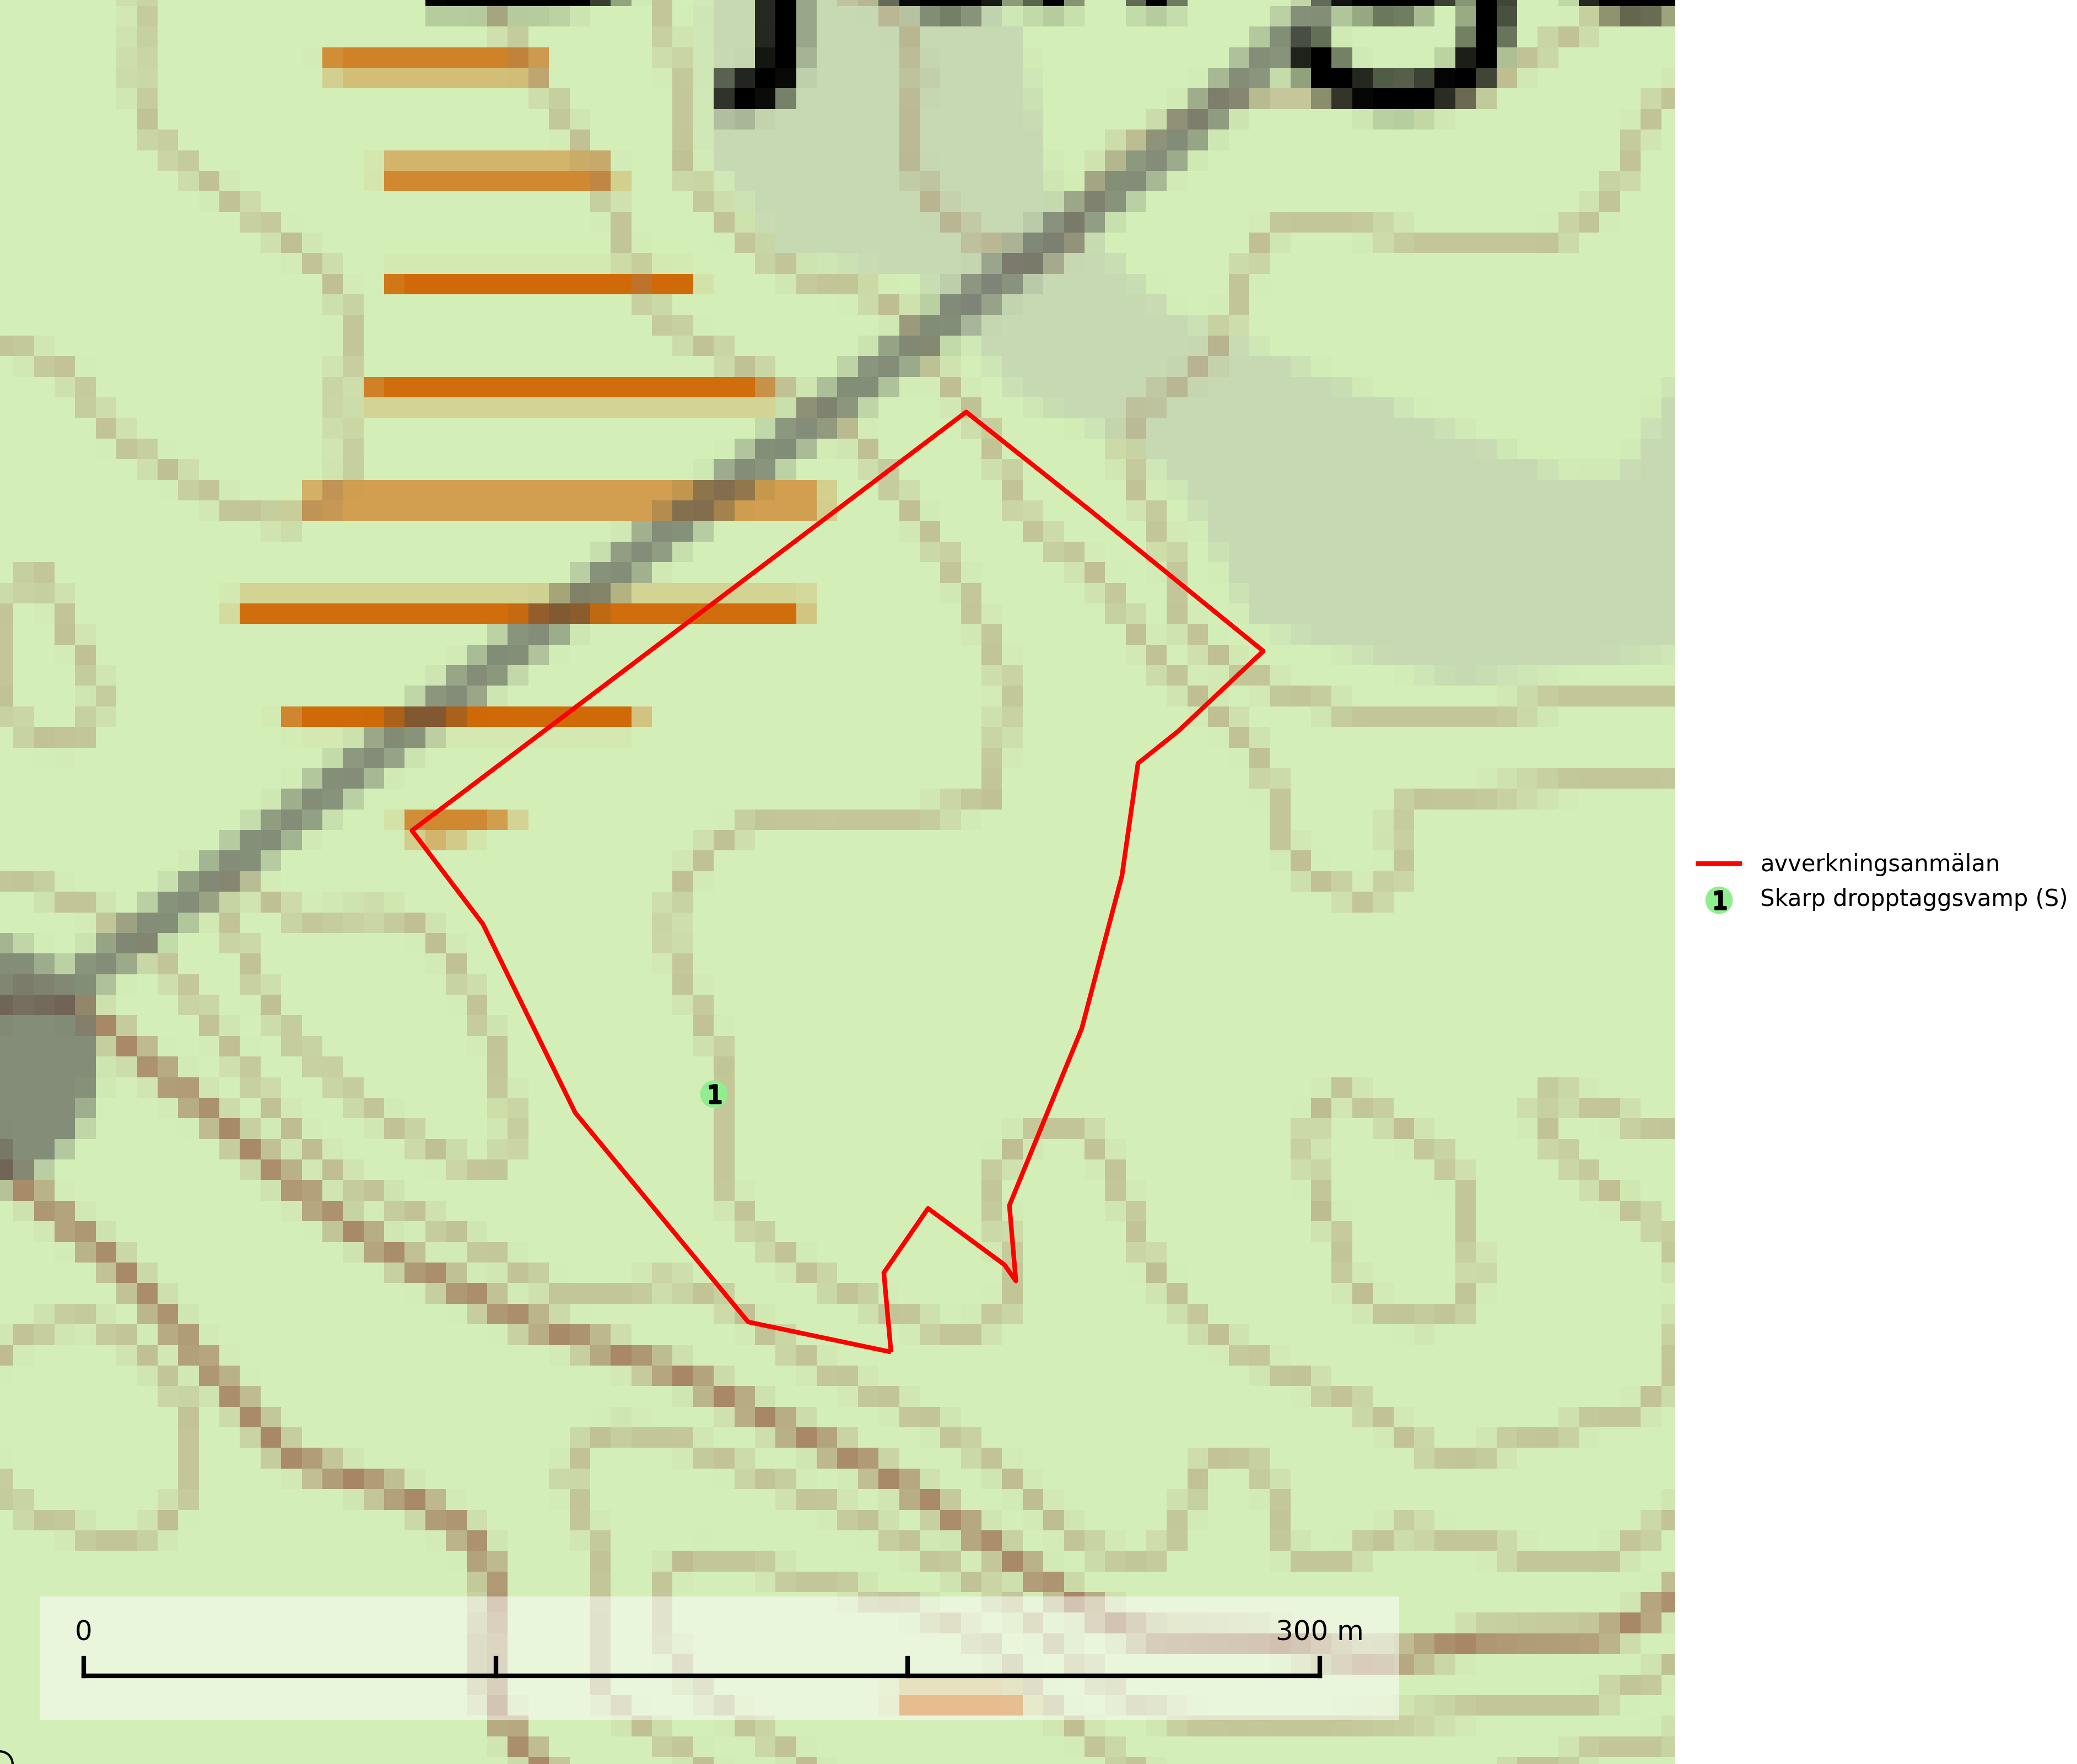 avverkningsanmälan
1 Skarp dropptaggsvamp (S)
1
0 300 m